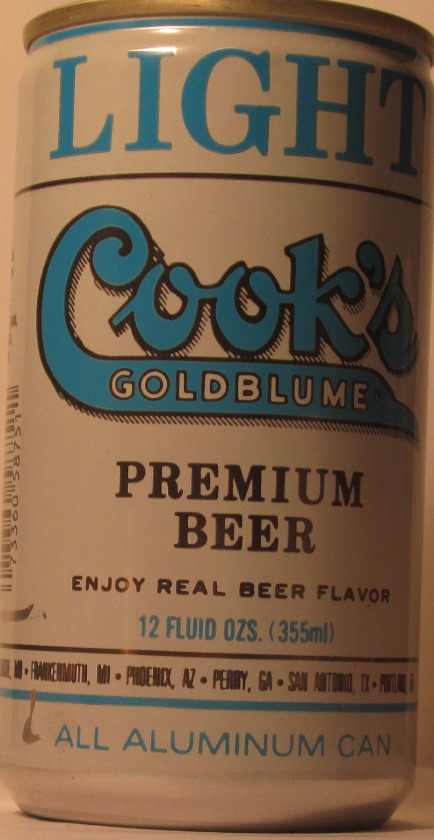 LIGHT
Cook's
GOLDBLUME
PREMIUM
BEER
ENJOY REAL BEER FLAVOR
12 FLUID OZS. (355ml)
MI • FRANKENMUTH, MI • PHOENIX, AZ • PERRY, GA • SAN ANTONIO, TX •
ALL ALUMINUM CAN